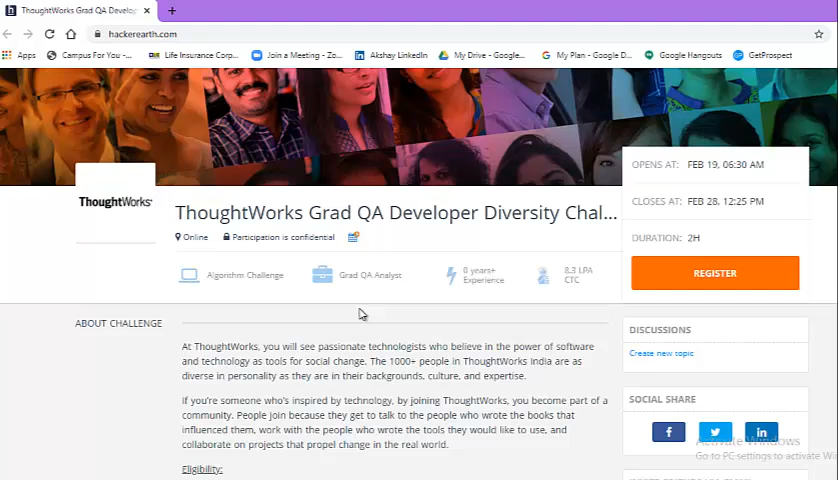 ThoughtWorks Grad QA Develop
hackerearth.com
Apps
Campus For You -...
Life Insurance Corp...
Join a Meeting - Zo...
Akshay LinkedIn
My Drive - Google...
My Plan - Google D...
Google Hangouts
GetProspect
ThoughtWorks®
OPENS AT: FEB 19, 06:30 AM
CLOSES AT: FEB 28, 12:25 PM
DURATION: 2H
REGISTER
ThoughtWorks Grad QA Developer Diversity Chal...
Online
Participation is confidential
Algorithm Challenge
Grad QA Analyst
0 years+
Experience
8.3 LPA
CTC
ABOUT CHALLENGE
At ThoughtWorks, you will see passionate technologists who believe in the power of software
and technology as tools for social change. The 1000+ people in ThoughtWorks India are as
diverse in personality as they are in their backgrounds, culture, and expertise.
If you're someone who's inspired by technology, by joining ThoughtWorks, you become part of a
community. People join because they get to talk to the people who wrote the books that
influenced them, work with the people who wrote the tools they would like to use, and
collaborate on projects that propel change in the real world.
Eligibility:
DISCUSSIONS
Create new topic
SOCIAL SHARE
Activate Windows
Go to PC settings to activate Wi